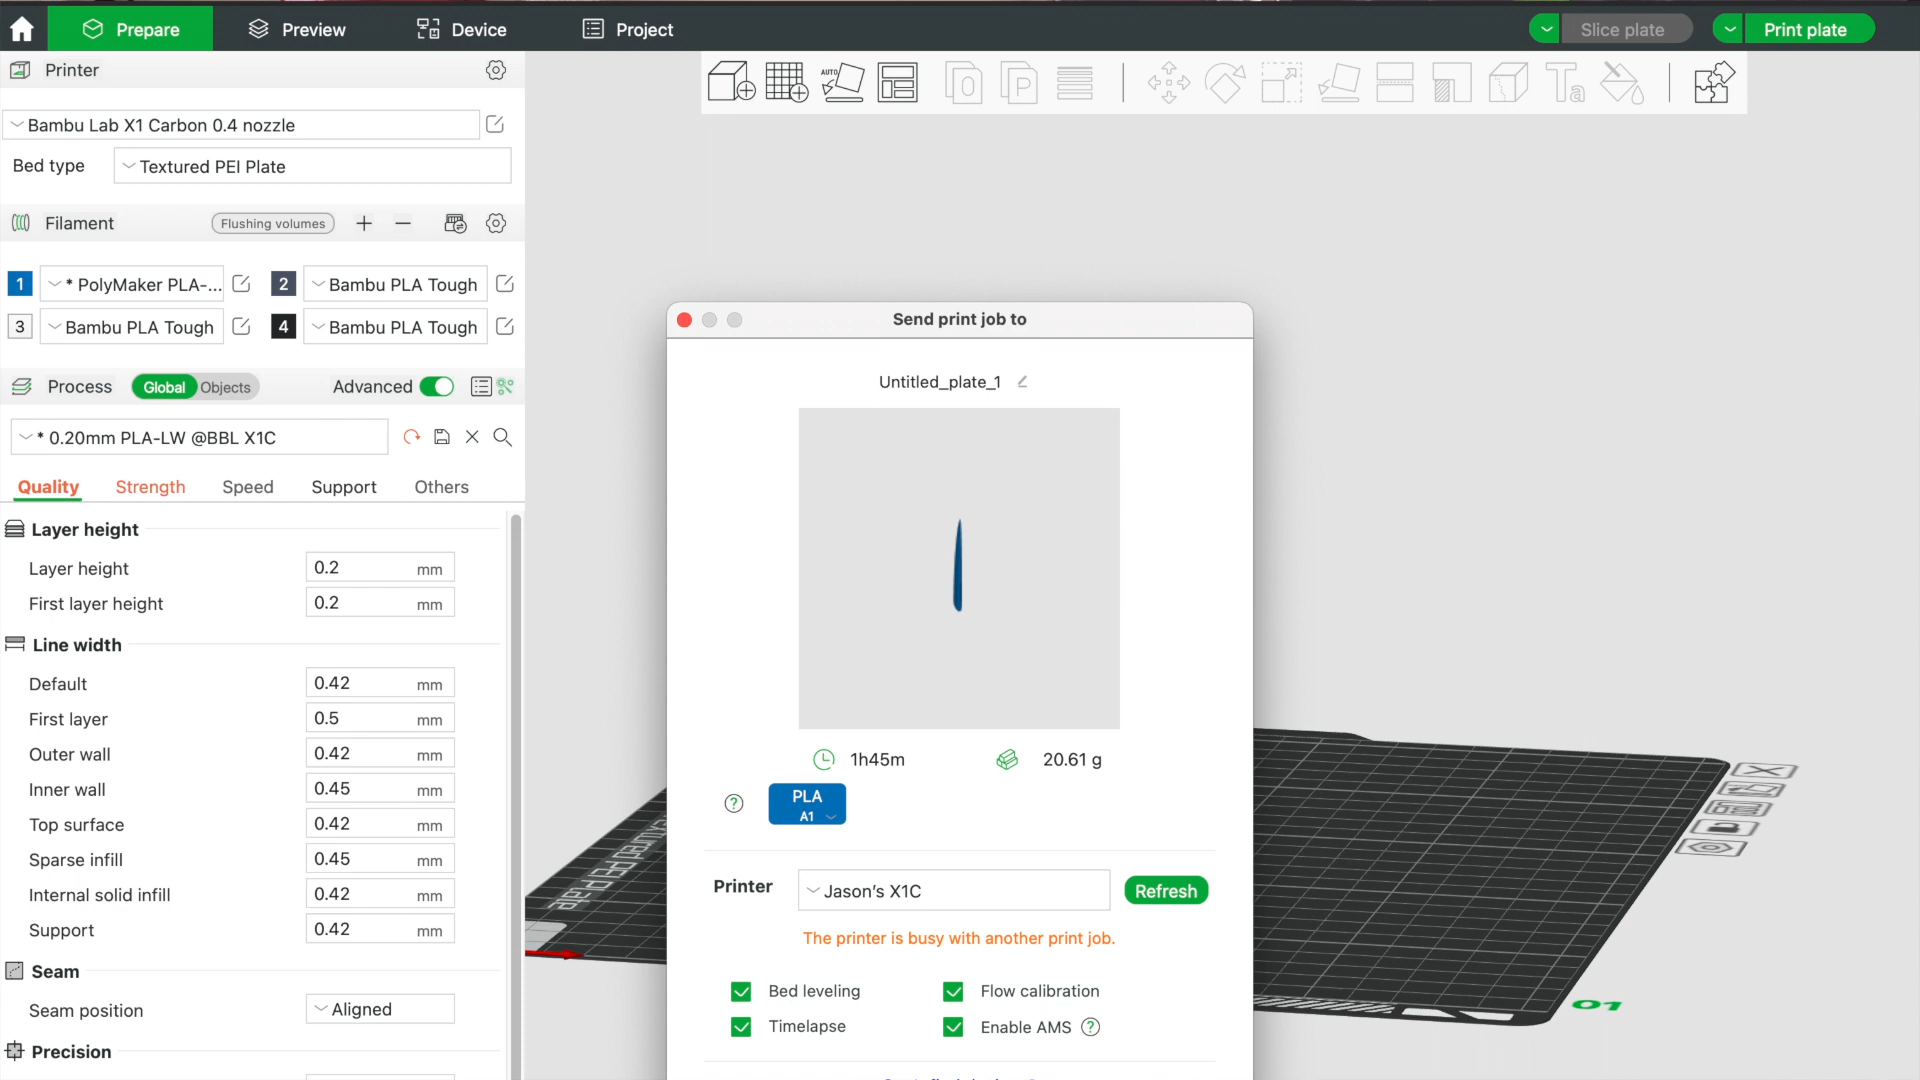 Prepare
Preview
Device
Project
Slice plate
Print plate
Printer
Bambu Lab X1 Carbon 0.4 nozzle
Bed type
Textured PEI Plate
AUTO
Filament
Flushing volumes
1
* PolyMaker PLA-...
2
Bambu PLA Tough
3
Bambu PLA Tough
4
Bambu PLA Tough
Process
Global
Objects
Advanced
* 0.20mm PLA-LW @BBL X1C
Quality
Strength
Speed
Support
Others
Layer height
Layer height
0.2 mm
First layer height
0.2 mm
Line width
Default
0.42 mm
First layer
0.5 mm
Outer wall
0.42 mm
Inner wall
0.45 mm
Top surface
0.42 mm
Sparse infill
0.45 mm
Internal solid infill
0.42 mm
Support
0.42 mm
Seam
Seam position
Aligned
Precision
Send print job to
Untitled_plate_1
1h45m
20.61 g
PLA
A1
Printer
Jason's X1C
Refresh
The printer is busy with another print job.
Bed leveling
Flow calibration
Timelapse
Enable AMS
Textured PEI Plate
01